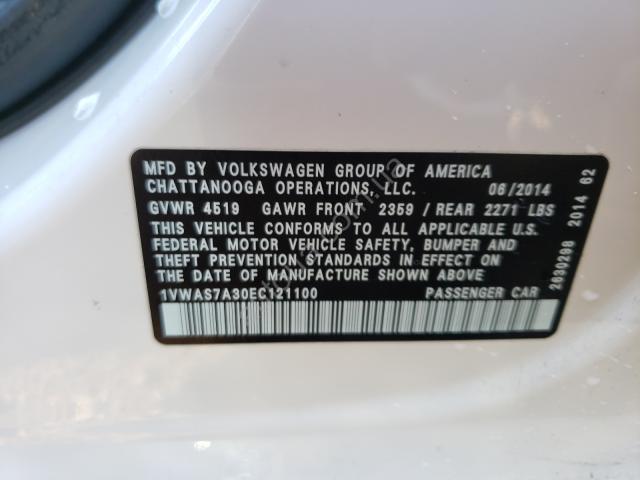 MFD BY VOLKSWAGEN GROUP OF AMERICA
CHATTANOOGA OPERATIONS, LLC. 06/2014
GVWR 4519 GAWR FRONT 2359 / REAR 2271 LBS
THIS VEHICLE CONFORMS TO ALL APPLICABLE U.S.
FEDERAL MOTOR VEHICLE SAFETY, BUMPER AND
THEFT PREVENTION STANDARDS IN EFFECT ON THE
DATE OF MANUFACTURE SHOWN ABOVE
1VWAS7A30EC121100 PASSENGER CAR
2630298 2014 62